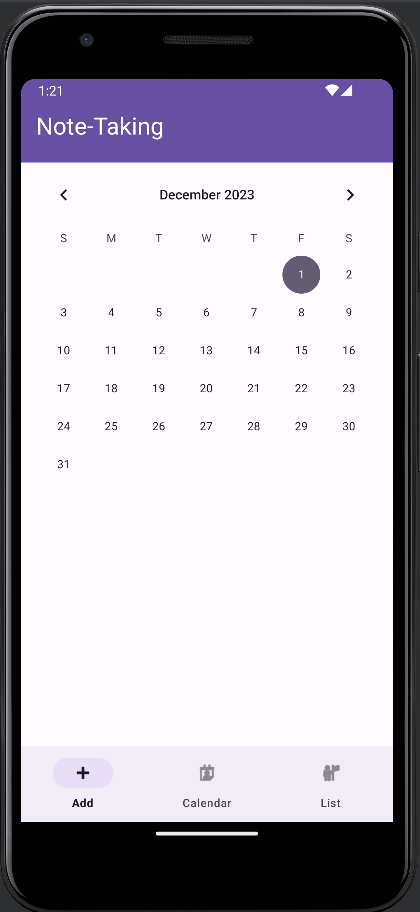 1:21
Note-Taking
December 2023
S M T W T F S
1 2
3 4 5 6 7 8 9
10 11 12 13 14 15 16
17 18 19 20 21 22 23
24 25 26 27 28 29 30
31
Add Calendar List